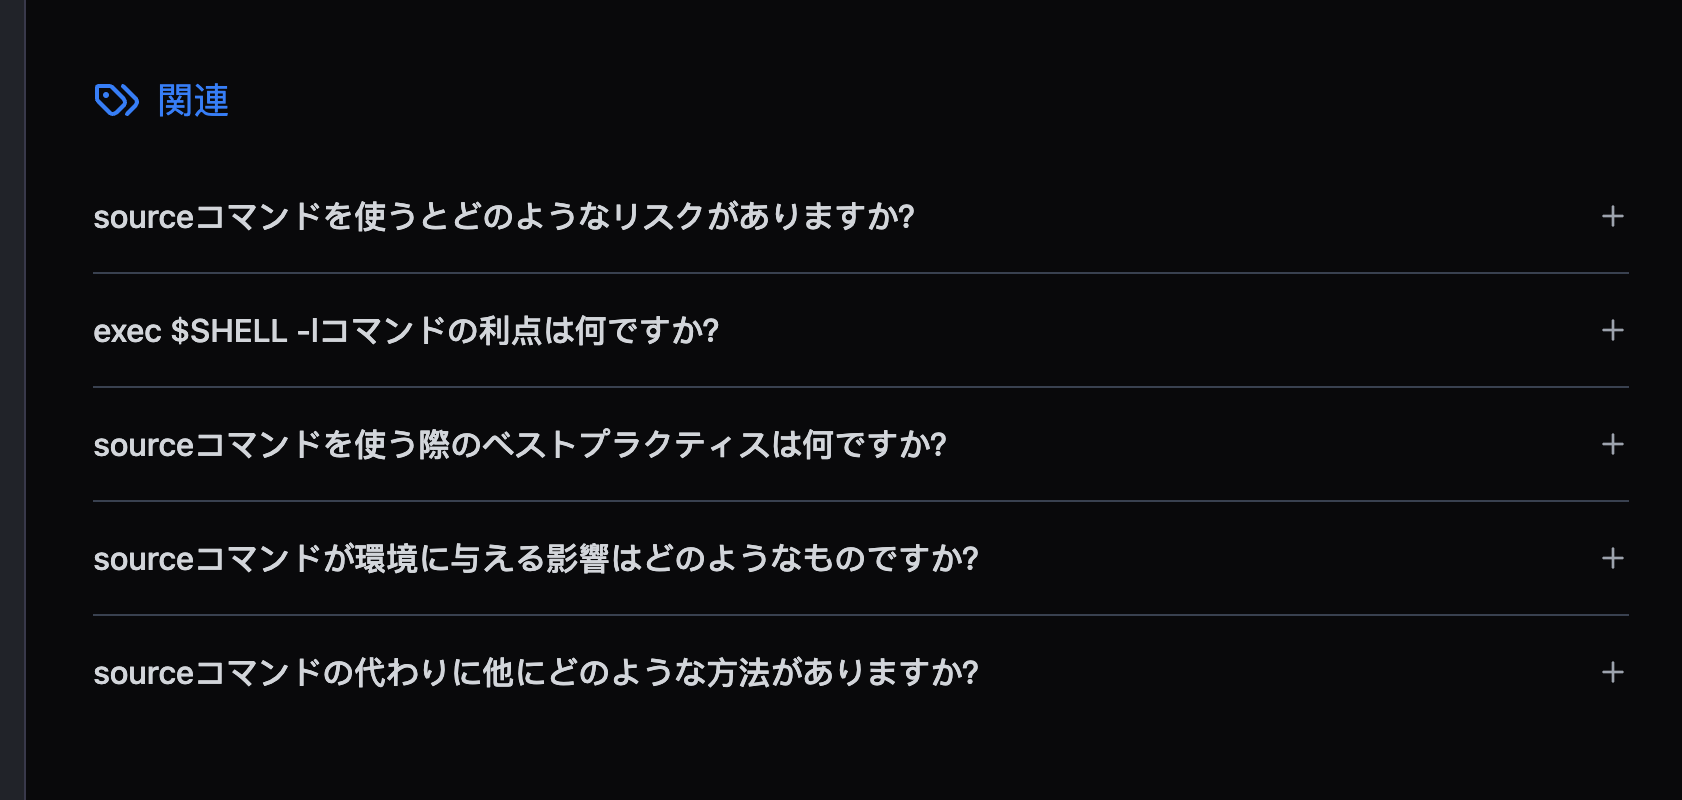 関連
sourceコマンドを使うとどのようなリスクがありますか?
exec $SHELL -lコマンドの利点は何ですか?
sourceコマンドを使う際のベストプラクティスは何ですか?
sourceコマンドが環境に与える影響はどのようなものですか?
sourceコマンドの代わりに他にどのような方法がありますか?